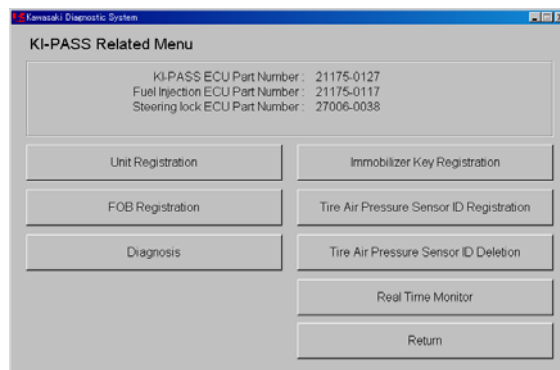 Kawasaki Diagnostic System
KI-PASS Related Menu
KI-PASS ECU Part Number : 21175-0127
Fuel Injection ECU Part Number : 21175-0117
Steering lock ECU Part Number : 27006-0038
Unit Registration
Immobilizer Key Registration
FOB Registration
Tire Air Pressure Sensor ID Registration
Diagnosis
Tire Air Pressure Sensor ID Deletion
Real Time Monitor
Return